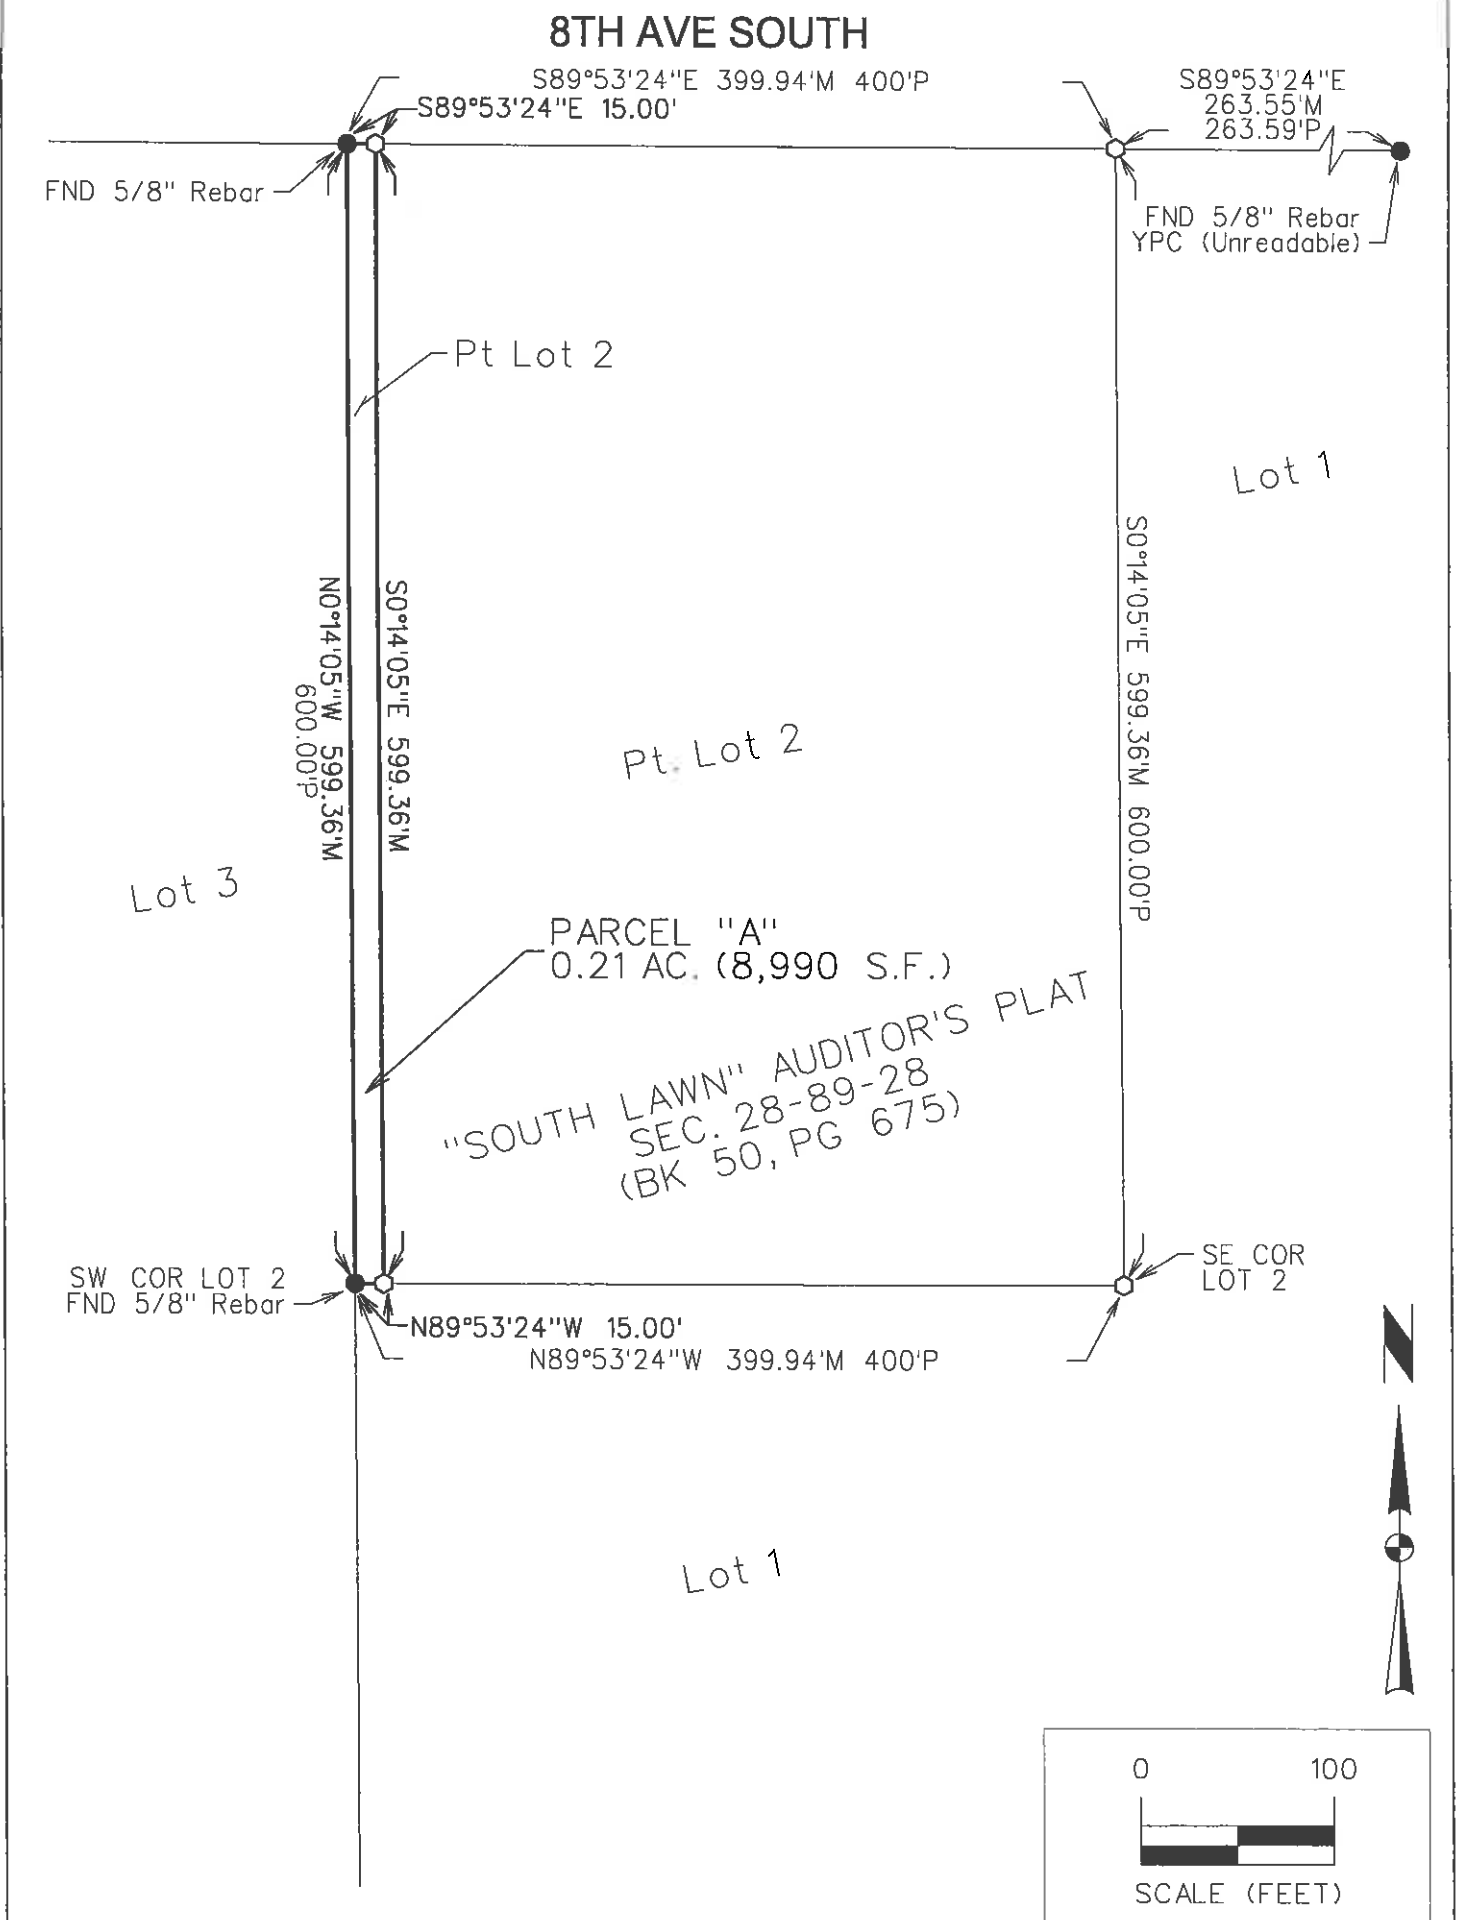 8TH AVE SOUTH
S89°53'24"E 399.94'M 400'P
S89°53'24"E 15.00'
S89°53'24"E
263.55'M
263.59'P
FND 5/8" Rebar
FND 5/8" Rebar
YPC (Unreadable)
Pt Lot 2
Lot 1
N0°14'05"W 599.36'M
600.00'P
S0°14'05"E 599.36'M
S0°14'05"E 599.36'M 600.00'P
Pt. Lot 2
Lot 3
PARCEL "A"
0.21 AC. (8,990 S.F.)
"SOUTH LAWN" AUDITOR'S PLAT
SEC. 28-89-28
(BK 50, PG 675)
SW COR LOT 2
FND 5/8" Rebar
SE COR
LOT 2
N89°53'24"W 15.00'
N89°53'24"W 399.94'M 400'P
N
Lot 1
0 100
SCALE (FEET)